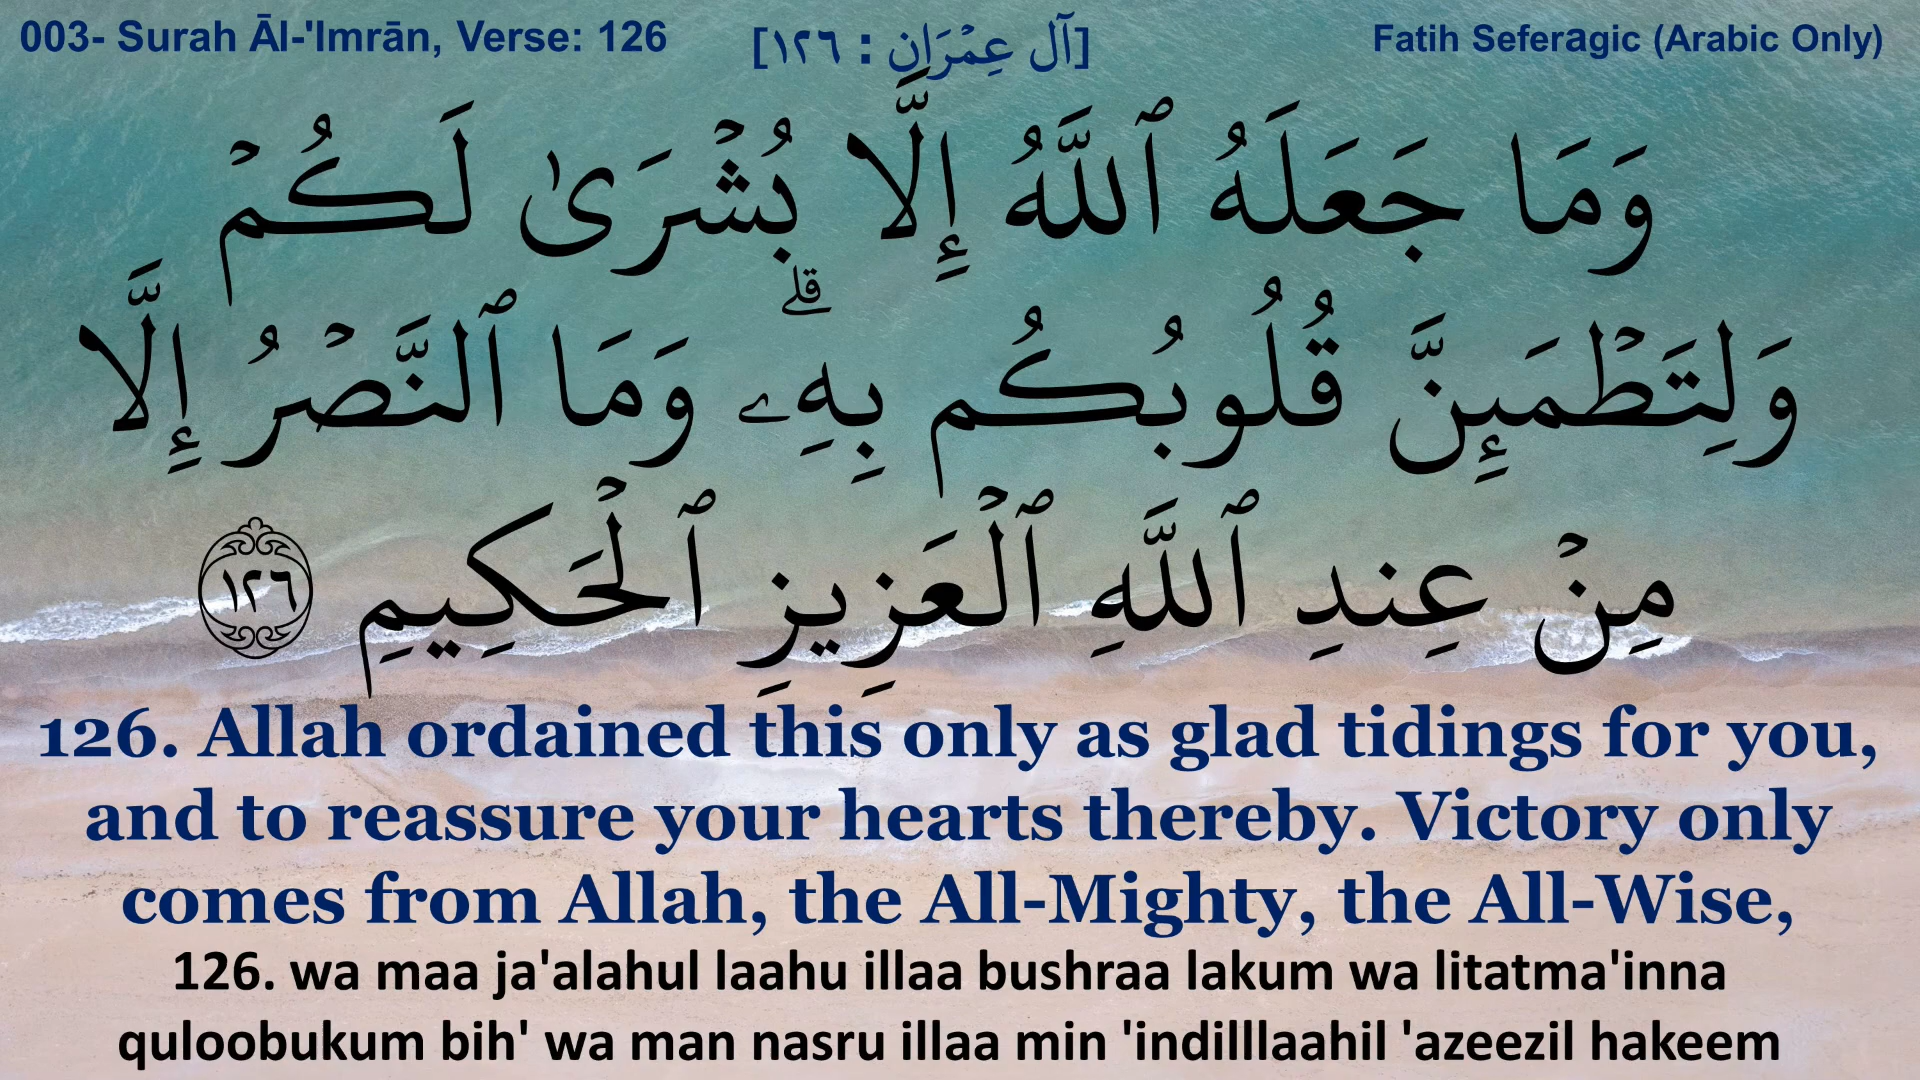 003- Surah Āl-'Imrān, Verse: 126
[آل عِمْرَان : ١٢٦]
Fatih Seferagic (Arabic Only)
وَمَا جَعَلَهُ ٱللَّهُ إِلَّا بُشْرَىٰ لَكُمْ
وَلِتَطْمَئِنَّ قُلُوبُكُم بِهِۦ ۗ وَمَا ٱلنَّصْرُ إِلَّا
مِنْ عِندِ ٱللَّهِ ٱلْعَزِيزِ ٱلْحَكِيمِ ١٢٦
126. Allah ordained this only as glad tidings for you,
and to reassure your hearts thereby. Victory only
comes from Allah, the All-Mighty, the All-Wise,
126. wa maa ja'alahul laahu illaa bushraa lakum wa litatma'inna
quloobukum bih' wa man nasru illaa min 'indilllaahil 'azeezil hakeem